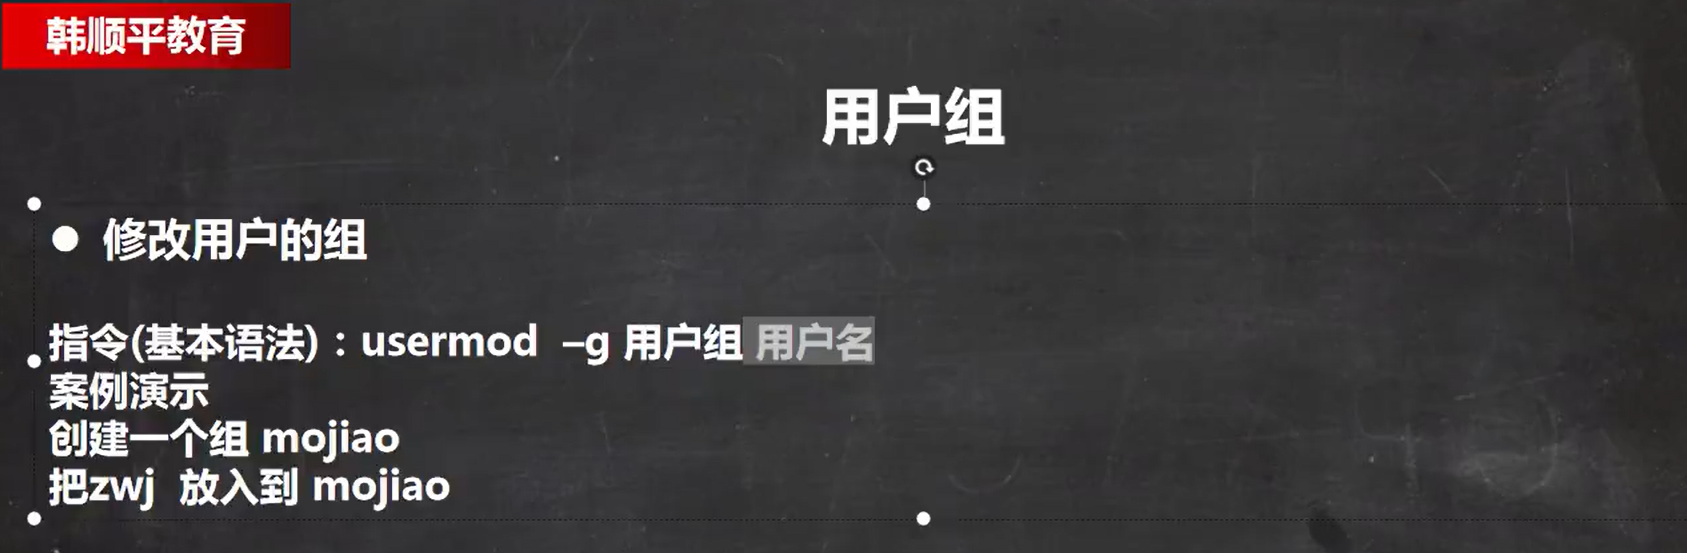 韩顺平教育
用户组
● 修改用户的组
指令(基本语法)：usermod –g 用户组 用户名
案例演示
创建一个组 mojiao
把zwj 放入到 mojiao